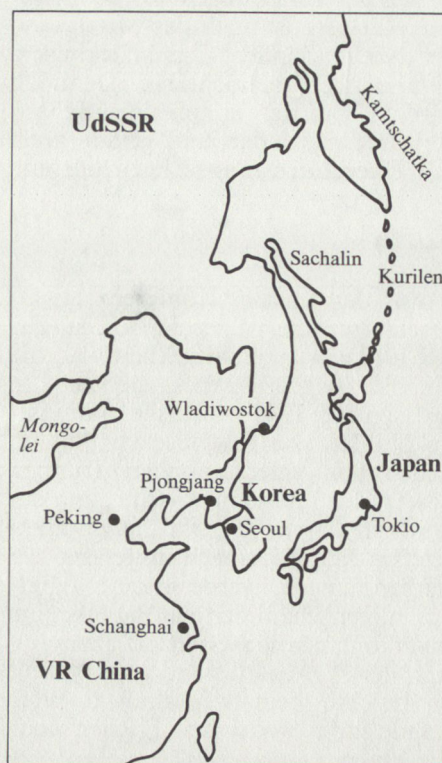 UdSSR
Kamtschatka
Sachalin
Kurilen
Mongo-
lei
Wladiwostok
Japan
Pjongjang
Korea
Peking
Seoul
Tokio
Schanghai
VR China